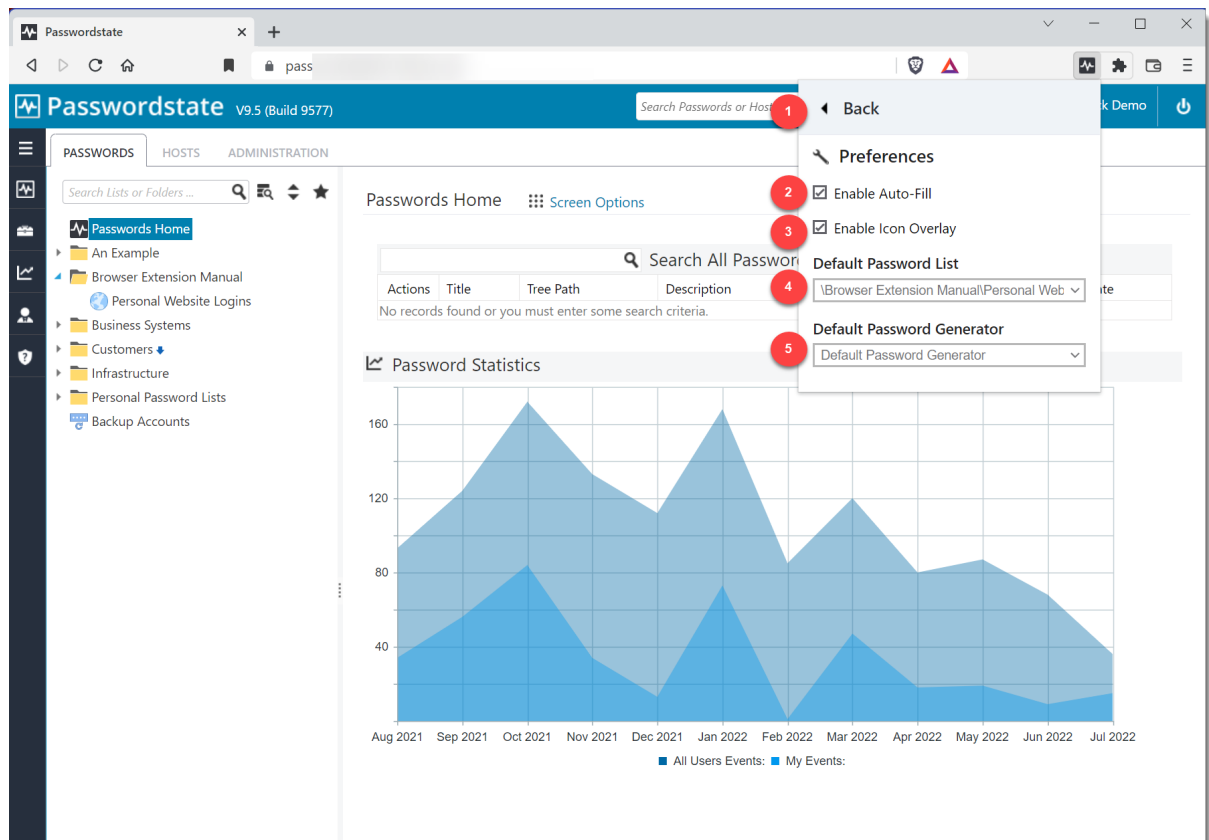 Passwordstate
pass
Passwordstate V9.5 (Build 9577)
Search Passwords or Host
k Demo
PASSWORDS HOSTS ADMINISTRATION
Search Lists or Folders ...
Passwords Home
An Example
Browser Extension Manual
Personal Website Logins
Business Systems
Customers
Infrastructure
Personal Password Lists
Backup Accounts
Passwords Home Screen Options
Search All Passwor
Actions Title Tree Path Description te
No records found or you must enter some search criteria.
Password Statistics
160
120
80
40
Aug 2021 Sep 2021 Oct 2021 Nov 2021 Dec 2021 Jan 2022 Feb 2022 Mar 2022 Apr 2022 May 2022 Jun 2022 Jul 2022
All Users Events: My Events:
1 Back
Preferences
2 Enable Auto-Fill
3 Enable Icon Overlay
Default Password List
4 \Browser Extension Manual\Personal Web
Default Password Generator
5 Default Password Generator